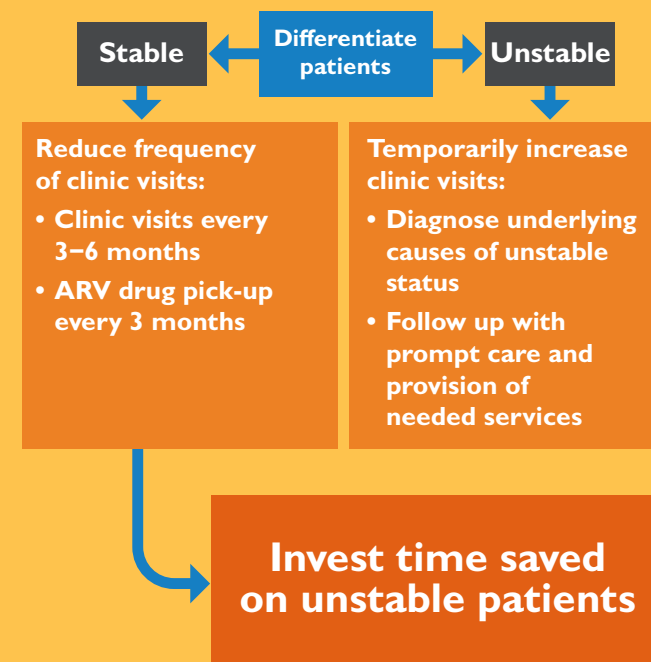 Differentiate
patients
Stable
Unstable
Reduce frequency
of clinic visits:
• Clinic visits every
3–6 months
• ARV drug pick-up
every 3 months
Temporarily increase
clinic visits:
• Diagnose underlying
causes of unstable
status
• Follow up with
prompt care and
provision of
needed services
Invest time saved
on unstable patients